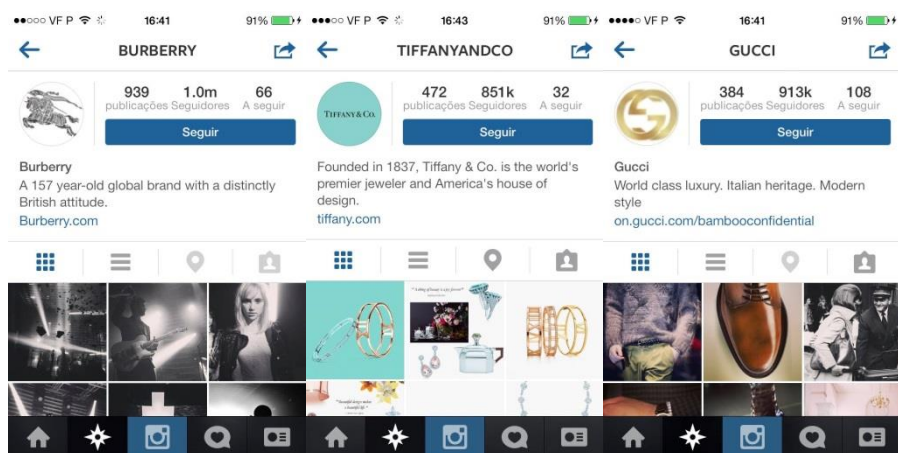 VF P 16:41 91%
BURBERRY
939 1.0m 66
publicações Seguidores A seguir
Seguir
Burberry
A 157 year-old global brand with a distinctly
British attitude.
Burberry.com
VF P 16:43 91%
TIFFANYANDCO
TIFFANY & CO.
472 851k 32
publicações Seguidores A seguir
Seguir
Founded in 1837, Tiffany & Co. is the world's
premier jeweler and America's house of
design.
tiffany.com
VF P 16:41 91%
GUCCI
384 913k 108
publicações Seguidores A seguir
Seguir
Gucci
World class luxury. Italian heritage. Modern
style
on.gucci.com/bambooconfidential